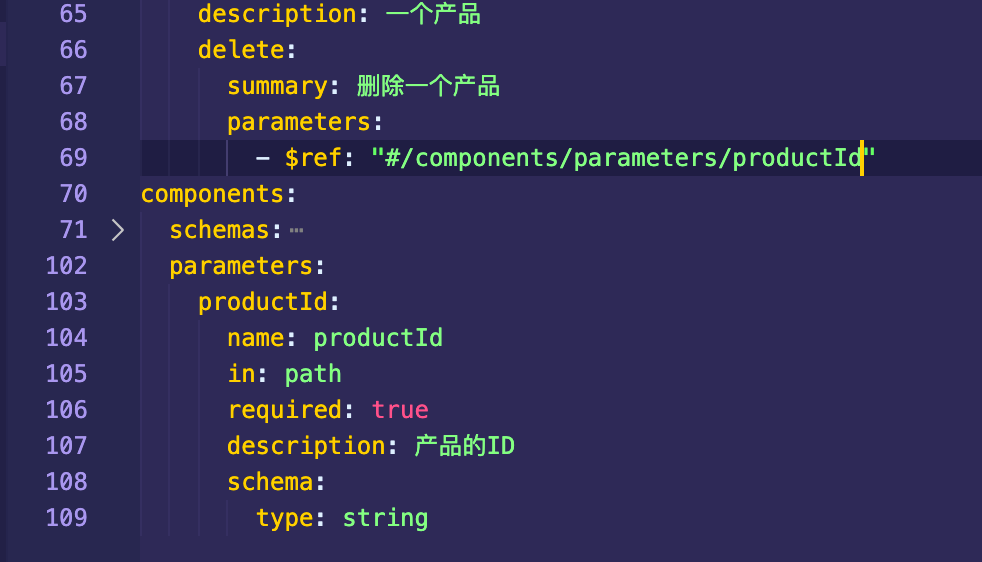 65 description: 一个产品
66 delete:
67 summary: 删除一个产品
68 parameters:
69 - $ref: "#/components/parameters/productId"
70 components:
71 schemas:…
102 parameters:
103 productId:
104 name: productId
105 in: path
106 required: true
107 description: 产品的ID
108 schema:
109 type: string